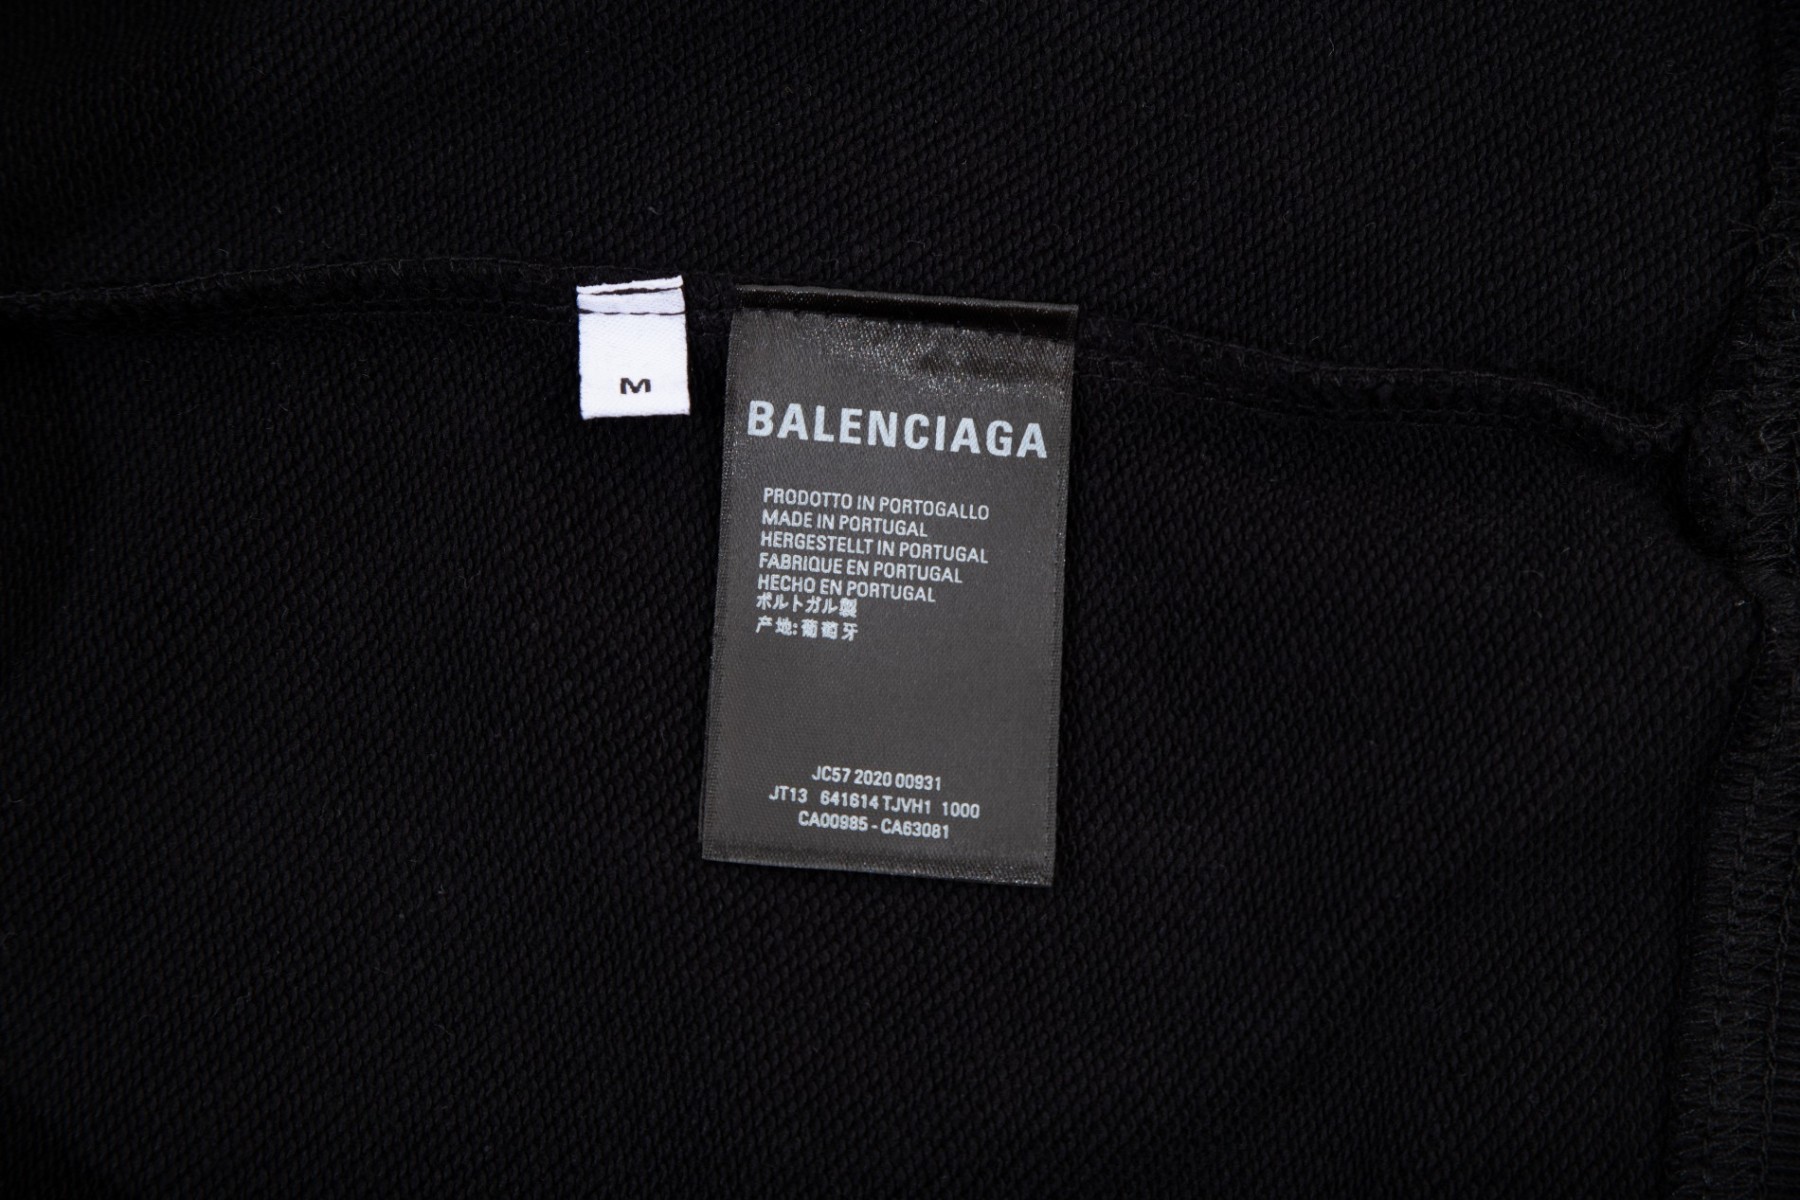 M
BALENCIAGA
PRODOTTO IN PORTOGALLO
MADE IN PORTUGAL
HERGESTELLT IN PORTUGAL
FABRIQUE EN PORTUGAL
HECHO EN PORTUGAL
ポルトガル製
产地:葡萄牙
JC57 2020 00931
JT13 641614 TJVH1 1000
CA00985 - CA63081